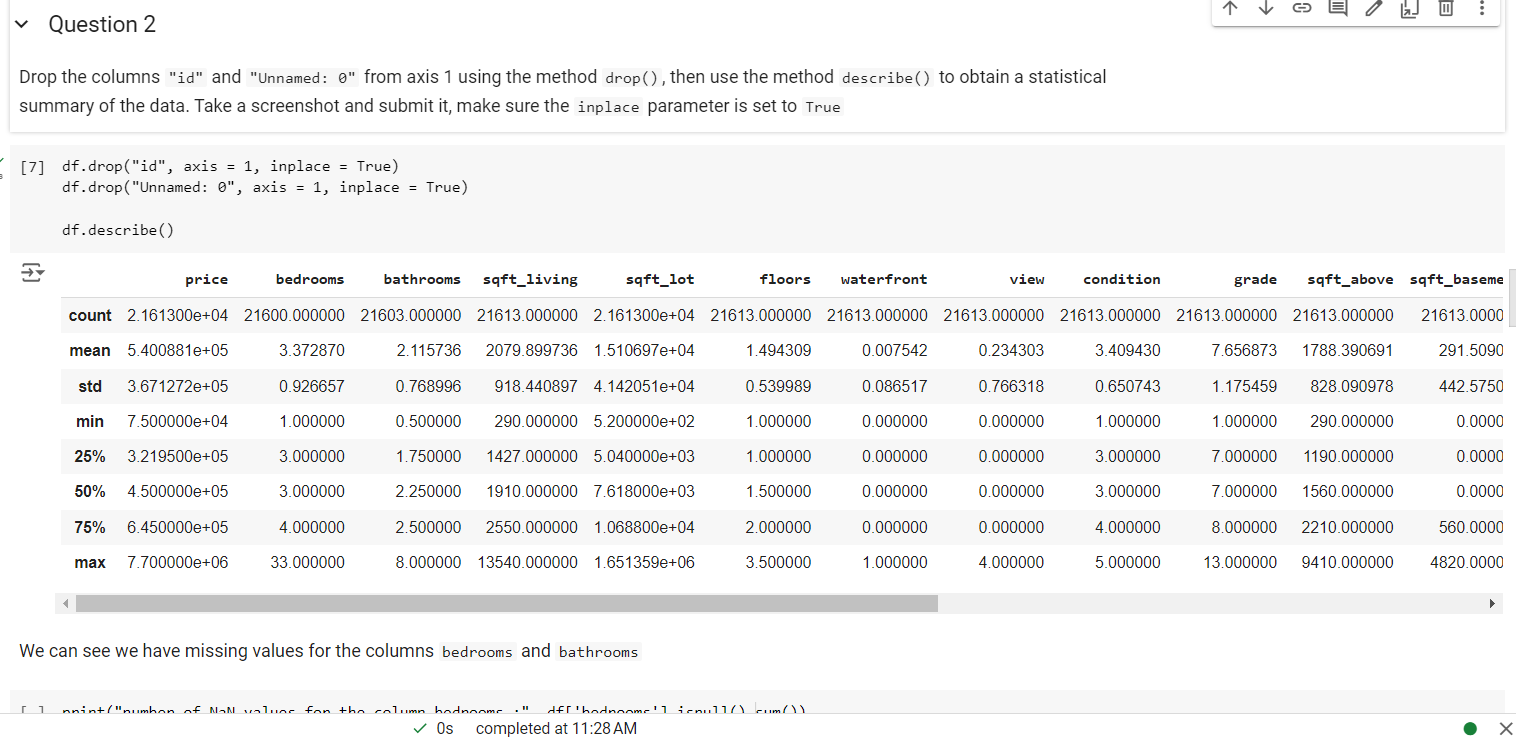 Question 2
Drop the columns "id" and "Unnamed: 0" from axis 1 using the method drop(), then use the method describe() to obtain a statistical
summary of the data. Take a screenshot and submit it, make sure the inplace parameter is set to True
[7] df.drop("id", axis = 1, inplace = True)
df.drop("Unnamed: 0", axis = 1, inplace = True)
df.describe()
price bedrooms bathrooms sqft_living sqft_lot floors waterfront view condition grade sqft_above sqft_baseme
count 2.161300e+04 21600.000000 21603.000000 21613.000000 2.161300e+04 21613.000000 21613.000000 21613.000000 21613.000000 21613.000000 21613.000000 21613.0000
mean 5.400881e+05 3.372870 2.115736 2079.899736 1.510697e+04 1.494309 0.007542 0.234303 3.409430 7.656873 1788.390691 291.5090
std 3.671272e+05 0.926657 0.768996 918.440897 4.142051e+04 0.539989 0.086517 0.766318 0.650743 1.175459 828.090978 442.5750
min 7.500000e+04 1.000000 0.500000 290.000000 5.200000e+02 1.000000 0.000000 0.000000 1.000000 1.000000 290.000000 0.0000
25% 3.219500e+05 3.000000 1.750000 1427.000000 5.040000e+03 1.000000 0.000000 0.000000 3.000000 7.000000 1190.000000 0.0000
50% 4.500000e+05 3.000000 2.250000 1910.000000 7.618000e+03 1.500000 0.000000 0.000000 3.000000 7.000000 1560.000000 0.0000
75% 6.450000e+05 4.000000 2.500000 2550.000000 1.068800e+04 2.000000 0.000000 0.000000 4.000000 8.000000 2210.000000 560.0000
max 7.700000e+06 33.000000 8.000000 13540.000000 1.651359e+06 3.500000 1.000000 4.000000 5.000000 13.000000 9410.000000 4820.0000
We can see we have missing values for the columns bedrooms and bathrooms
[ ] print("number of NaN values for the column bedrooms :", df['bedrooms'].isnull().sum())
0s completed at 11:28 AM